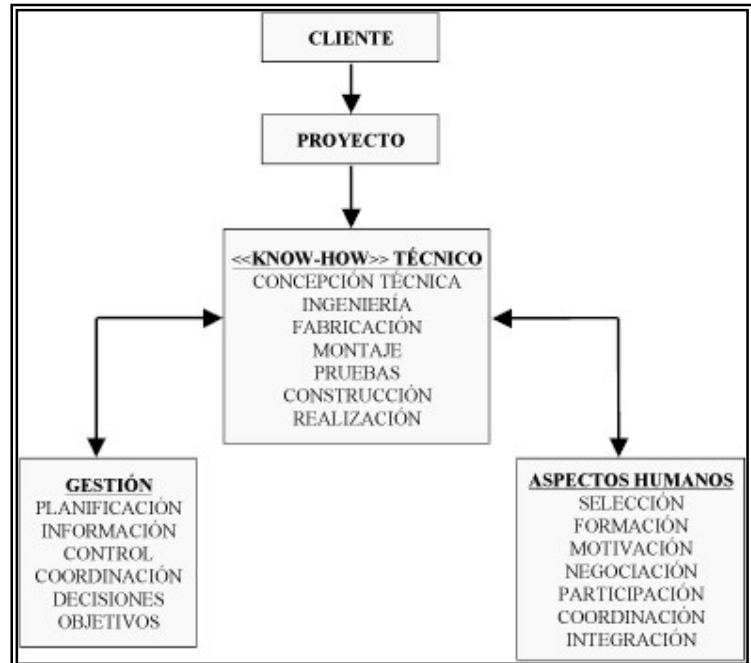 CLIENTE
PROYECTO
<<KNOW-HOW>> TÉCNICO
CONCEPCIÓN TÉCNICA
INGENIERÍA
FABRICACIÓN
MONTAJE
PRUEBAS
CONSTRUCCIÓN
REALIZACIÓN
GESTIÓN
PLANIFICACIÓN
INFORMACIÓN
CONTROL
COORDINACIÓN
DECISIONES
OBJETIVOS
ASPECTOS HUMANOS
SELECCIÓN
FORMACIÓN
MOTIVACIÓN
NEGOCIACIÓN
PARTICIPACIÓN
COORDINACIÓN
INTEGRACIÓN